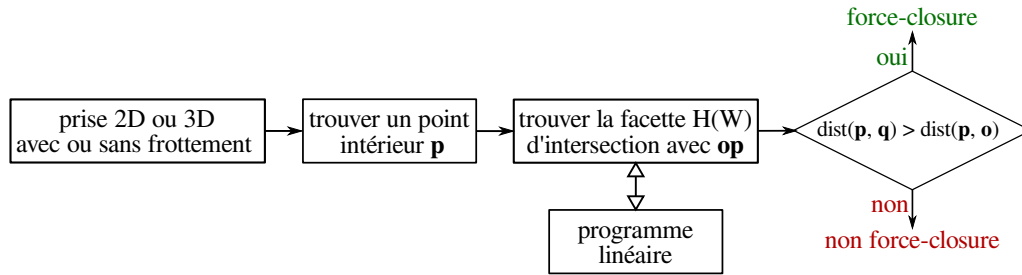 prise 2D ou 3D
avec ou sans frottement
trouver un point
intérieur p
trouver la facette H(W)
d'intersection avec op
programme
linéaire
dist(p, q) > dist(p, o)
oui
force-closure
non
non force-closure